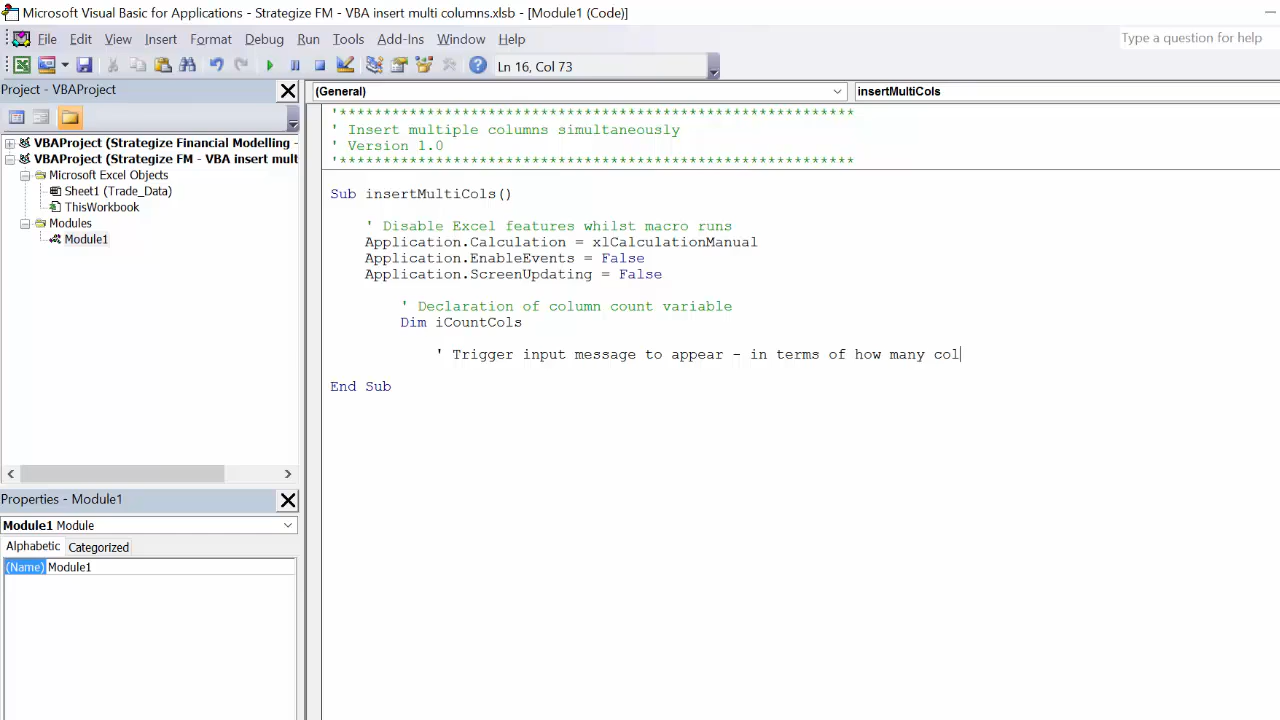 Microsoft Visual Basic for Applications - Strategize FM - VBA insert multi columns.xlsb - [Module1 (Code)]
File Edit View Insert Format Debug Run Tools Add-Ins Window Help
Type a question for help
Ln 16, Col 73
Project - VBAProject
(General)
insertMultiCols
VBAProject (Strategize Financial Modelling -
VBAProject (Strategize FM - VBA insert mult
Microsoft Excel Objects
Sheet1 (Trade_Data)
ThisWorkbook
Modules
Module1
'***********************************************************
' Insert multiple columns simultaneously
' Version 1.0
'***********************************************************
Sub insertMultiCols()
' Disable Excel features whilst macro runs
Application.Calculation = xlCalculationManual
Application.EnableEvents = False
Application.ScreenUpdating = False
' Declaration of column count variable
Dim iCountCols
' Trigger input message to appear - in terms of how many col
End Sub
Properties - Module1
Module1 Module
Alphabetic Categorized
(Name) Module1